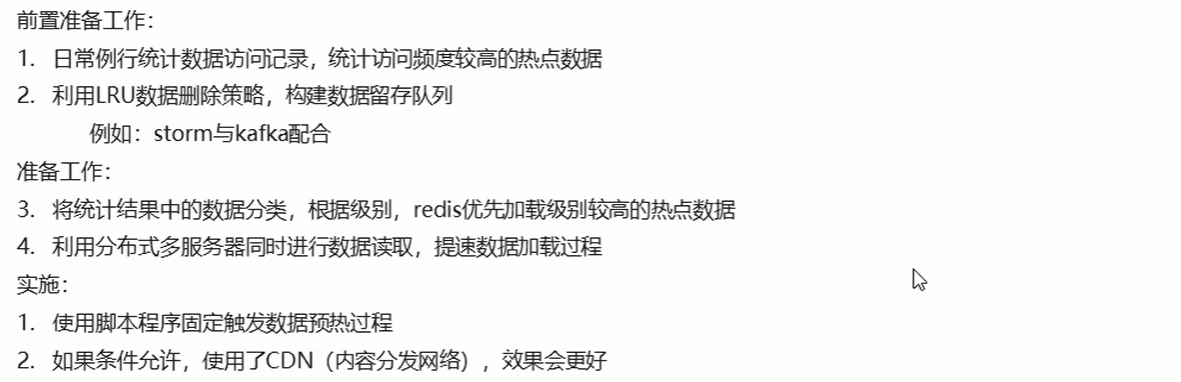 前置准备工作：
1. 日常例行统计数据访问记录，统计访问频度较高的热点数据
2. 利用LRU数据删除策略，构建数据留存队列
例如：storm与kafka配合
准备工作：
3. 将统计结果中的数据分类，根据级别，redis优先加载级别较高的热点数据
4. 利用分布式多服务器同时进行数据读取，提速数据加载过程
实施：
1. 使用脚本程序固定触发数据预热过程
2. 如果条件允许，使用了CDN（内容分发网络），效果会更好